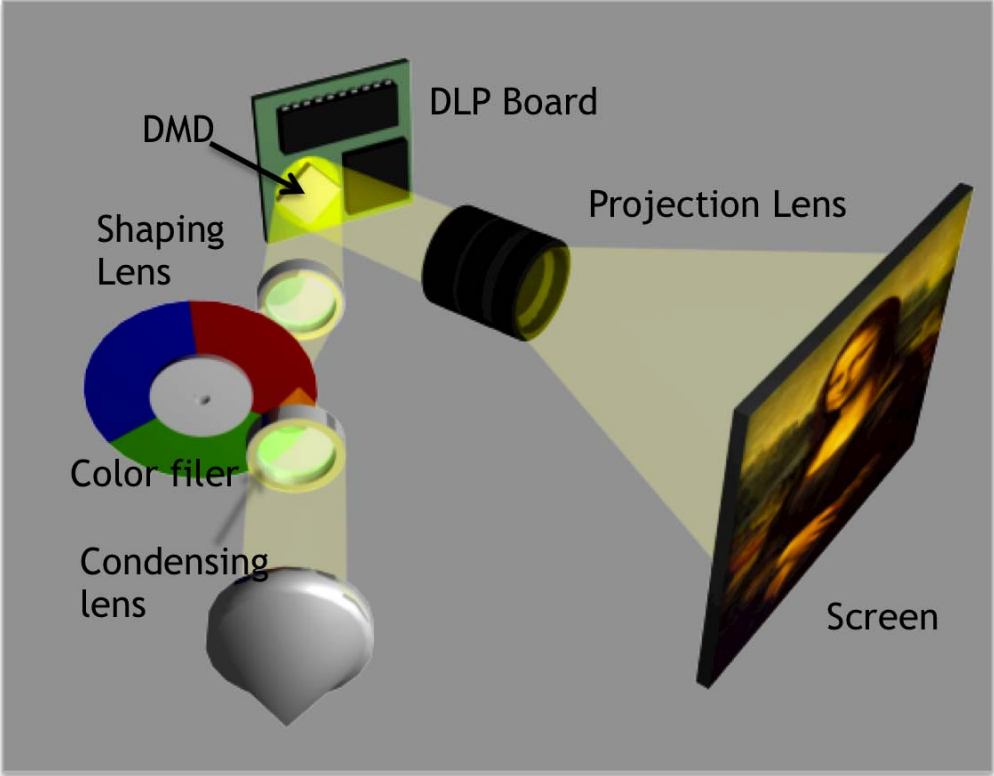 DLP Board
DMD
Projection Lens
Shaping
Lens
Color filer
Condensing
lens
Screen